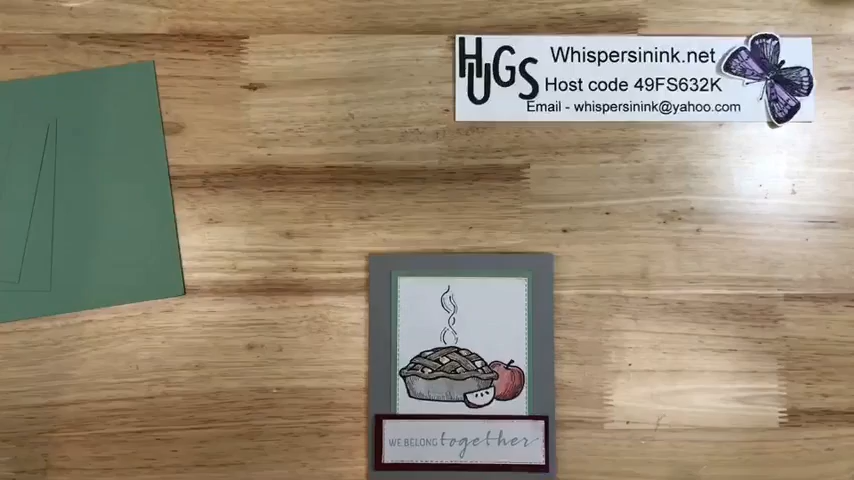 HUGS
Whispersinink.net
Host code 49FS632K
Email - whispersinink@yahoo.com
WE BELONG together